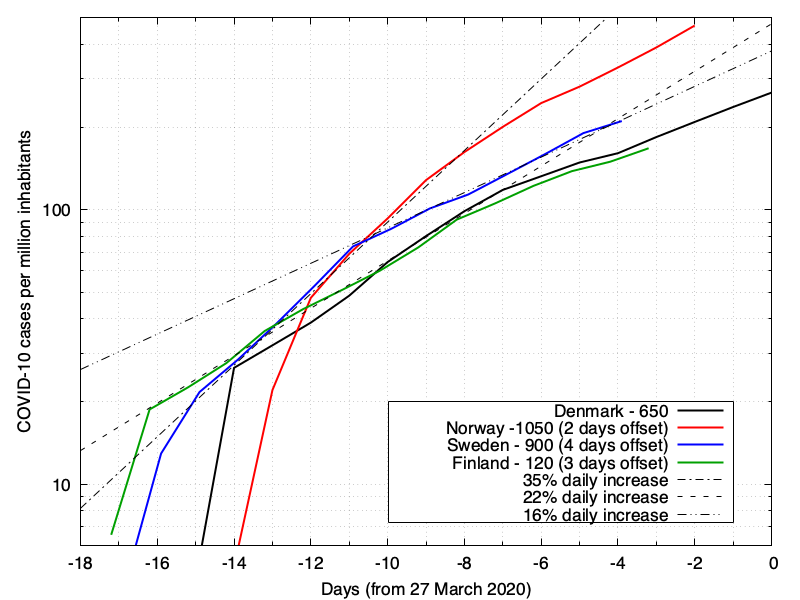 COVID-10 cases per million inhabitants
100
10
Denmark - 650
Norway -1050 (2 days offset)
Sweden - 900 (4 days offset)
Finland - 120 (3 days offset)
35% daily increase
22% daily increase
16% daily increase
-18 -16 -14 -12 -10 -8 -6 -4 -2 0
Days (from 27 March 2020)